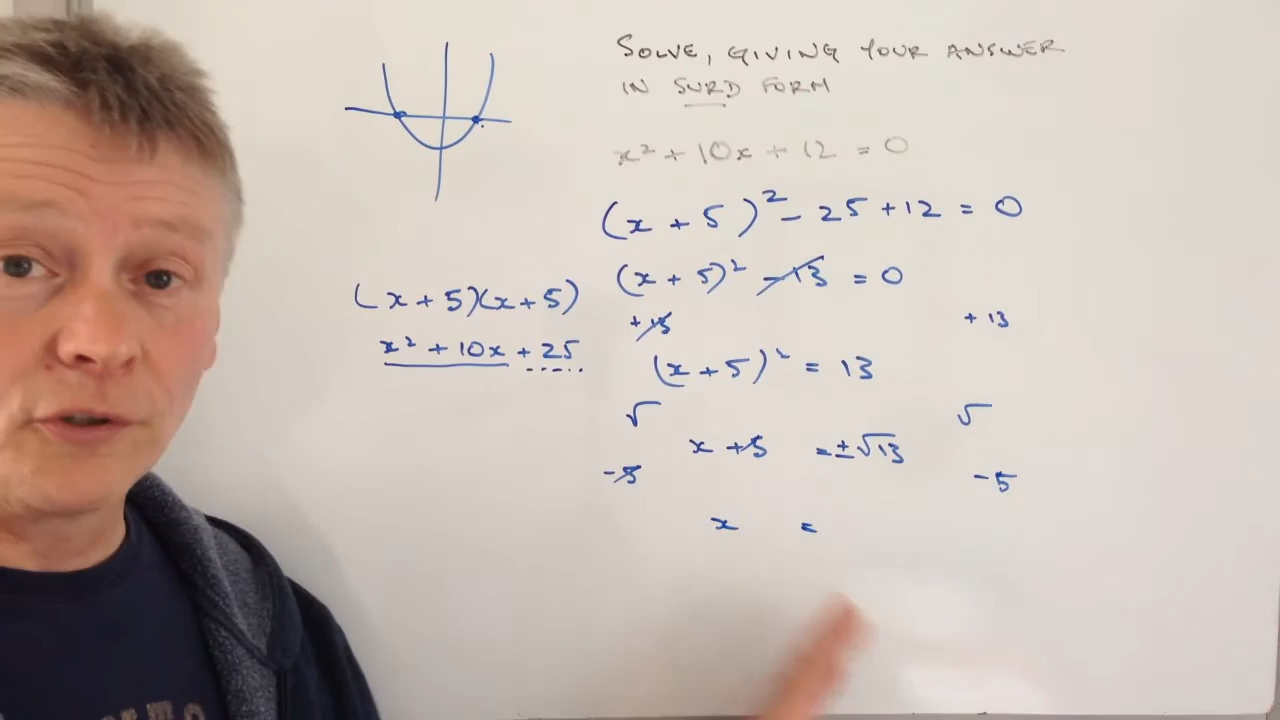 SOLVE, GIVING YOUR ANSWER
IN SURD FORM
x² + 10x + 12 = 0
(x + 5)² - 25 + 12 = 0
(x + 5)² - 13 = 0
+ 13 + 13
(x + 5)² = 13
√ √
x + 5 = ±√13
-5 -5
x =
(x + 5)(x + 5)
x² + 10x + 25